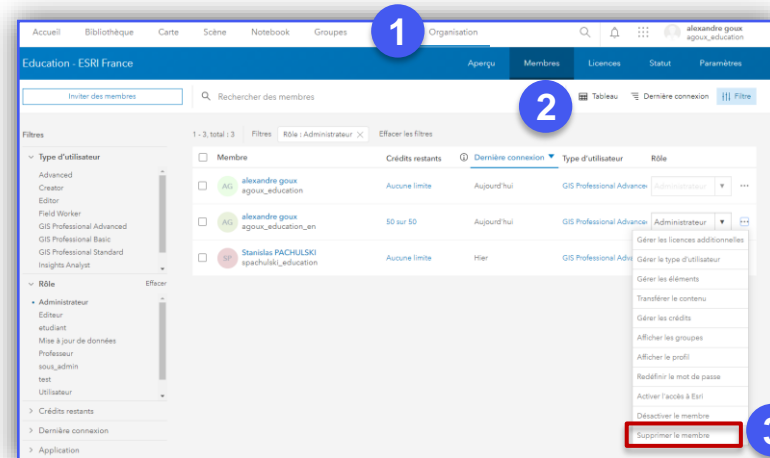 Accueil Bibliothèque Carte Scène Notebook Groupes 1 Organisation alexandre goux
agoux_education
Education - ESRI France Aperçu Membres Licences Statut Paramètres
Inviter des membres Rechercher des membres 2 Tableau Dernière connexion Filtre
Filtres 1 - 3, total : 3 Filtres Rôle : Administrateur × Effacer les filtres
Type d'utilisateur Membre Crédits restants Dernière connexion Type d'utilisateur Rôle
Advanced
Creator
Editor
Field Worker
GIS Professional Advanced
GIS Professional Basic
GIS Professional Standard
Insights Analyst
AG alexandre goux Aucune limite Aujourd'hui GIS Professional Advance Administrateur
agoux_education
AG alexandre goux 50 sur 50 Aujourd'hui GIS Professional Advance Administrateur
agoux_education_en
SP Stanislas PACHULSKI Aucune limite Hier GIS Professional Adv
spachulski_education
Rôle Effacer
Administrateur
Editeur
etudiant
Mise à jour de données
Professeur
sous_admin
test
Utilisateur
Crédits restants
Dernière connexion
Application
Gérer les licences additionnelles
Gérer le type d'utilisateur
Gérer les éléments
Transférer le contenu
Gérer les crédits
Afficher les groupes
Afficher le profil
Redéfinir le mot de passe
Activer l'accès à Esri
Désactiver le membre
Supprimer le membre 3